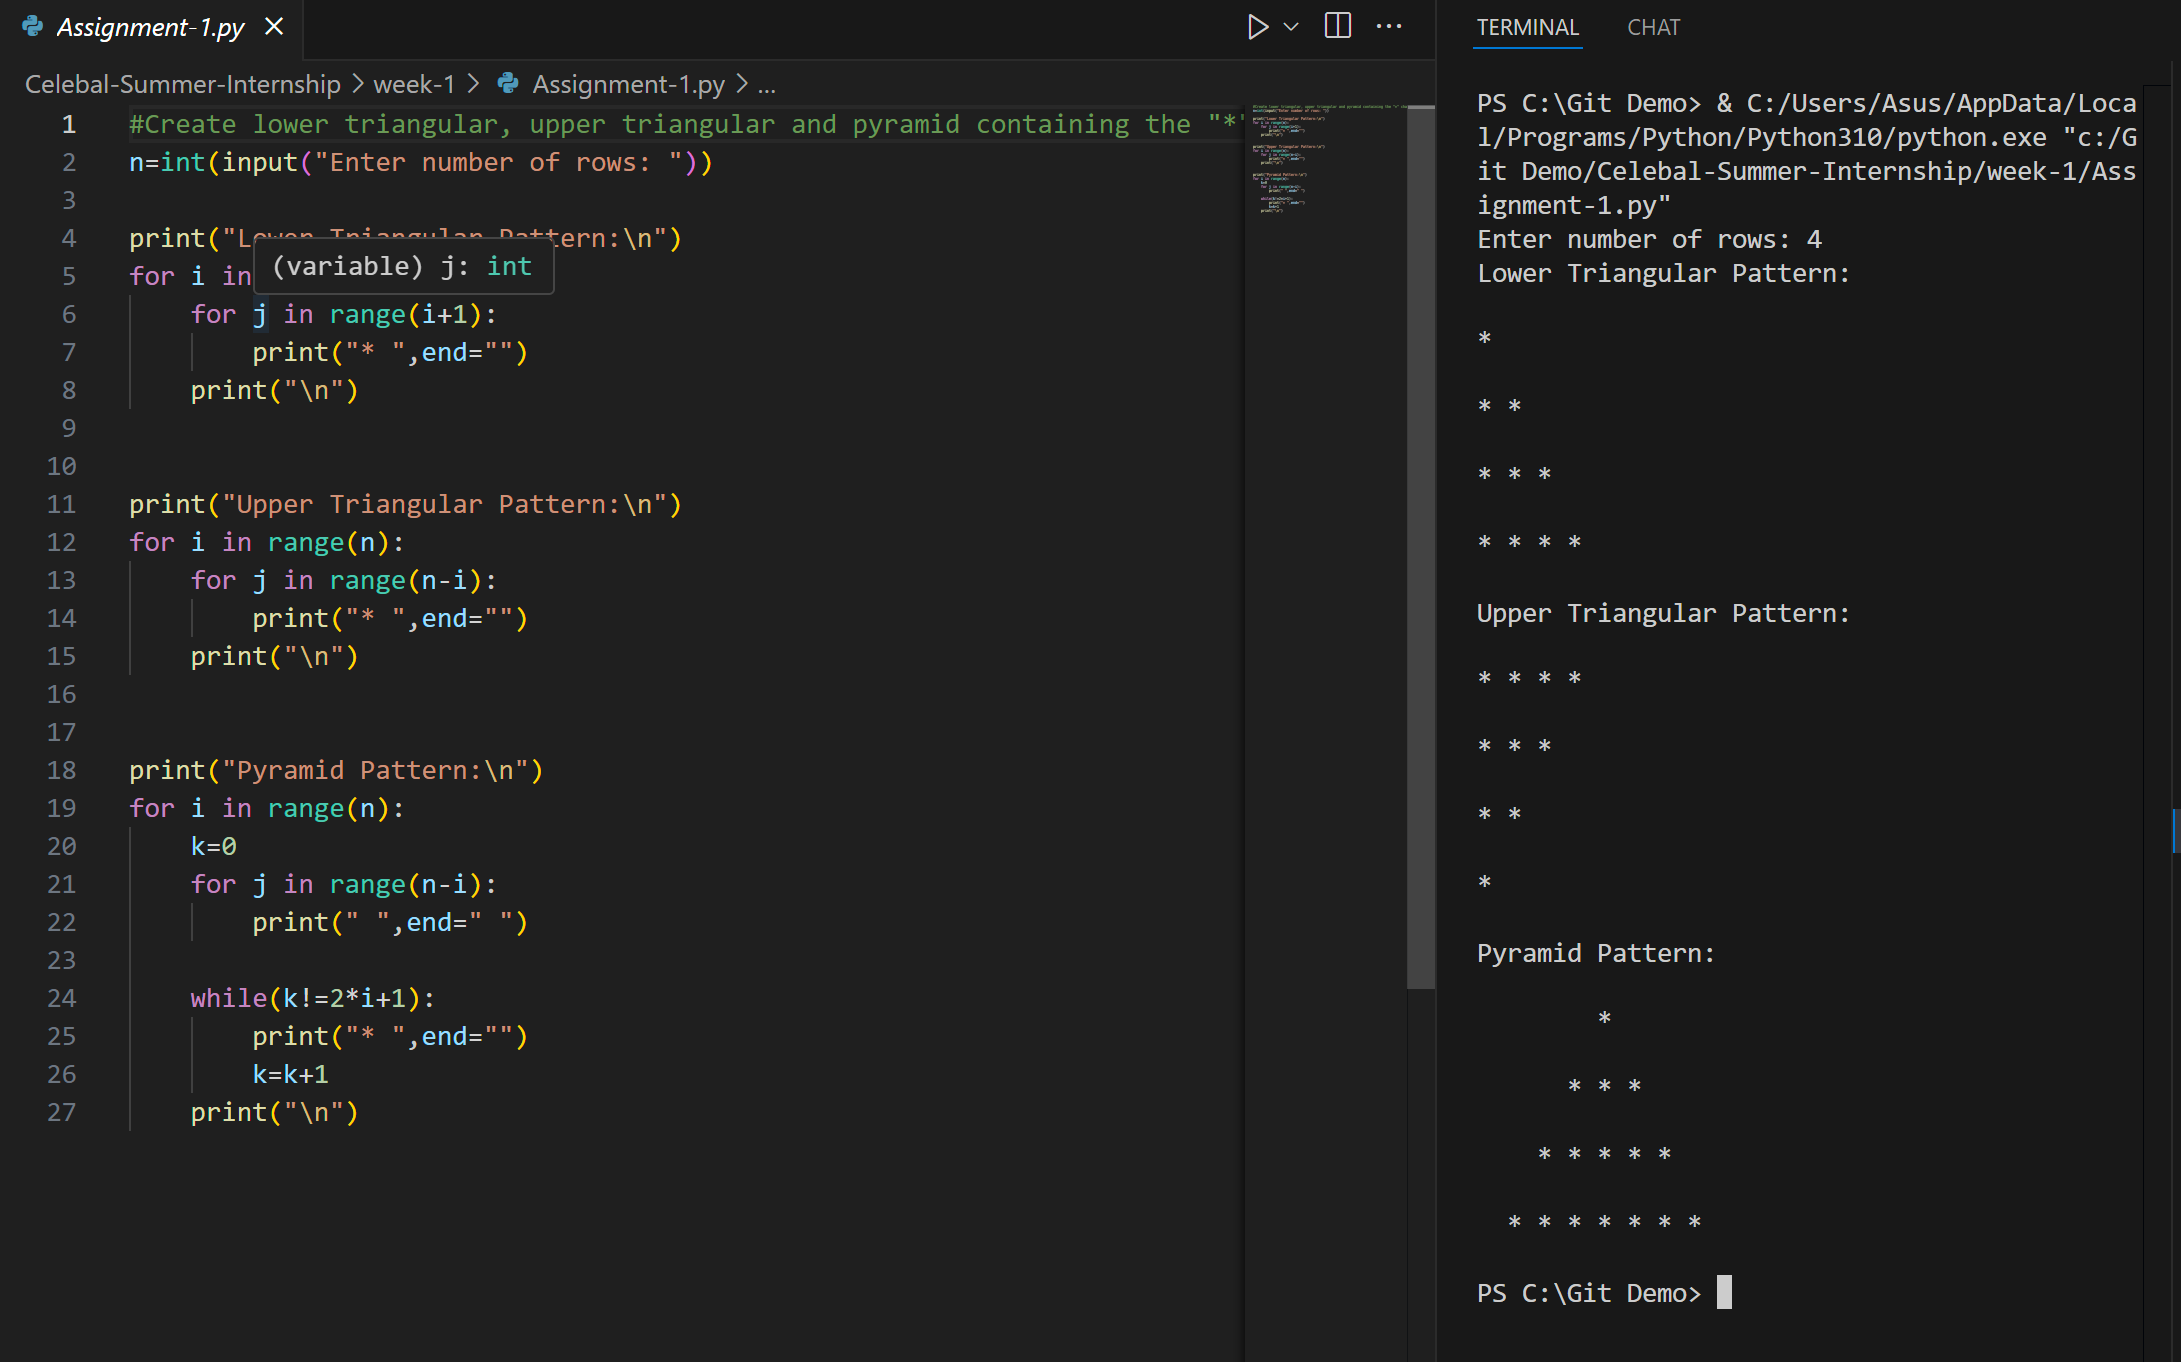 Assignment-1.py
Celebal-Summer-Internship > week-1 > Assignment-1.py > ...
1 #Create lower triangular, upper triangular and pyramid containing the "*"
2 n=int(input("Enter number of rows: "))
3
4 print("Lower Triangular Pattern:\n")
5 for i in
(variable) j: int
6 for j in range(i+1):
7 print("* ",end="")
8 print("\n")
9
10
11 print("Upper Triangular Pattern:\n")
12 for i in range(n):
13 for j in range(n-i):
14 print("* ",end="")
15 print("\n")
16
17
18 print("Pyramid Pattern:\n")
19 for i in range(n):
20 k=0
21 for j in range(n-i):
22 print(" ",end=" ")
23
24 while(k!=2*i+1):
25 print("* ",end="")
26 k=k+1
27 print("\n")
TERMINAL CHAT
PS C:\Git Demo> & C:/Users/Asus/AppData/Loca
l/Programs/Python/Python310/python.exe "c:/G
it Demo/Celebal-Summer-Internship/week-1/Ass
ignment-1.py"
Enter number of rows: 4
Lower Triangular Pattern:
*
* *
* * *
* * * *
Upper Triangular Pattern:
* * * *
* * *
* *
*
Pyramid Pattern:
*
* * *
* * * * *
* * * * * * *
PS C:\Git Demo>